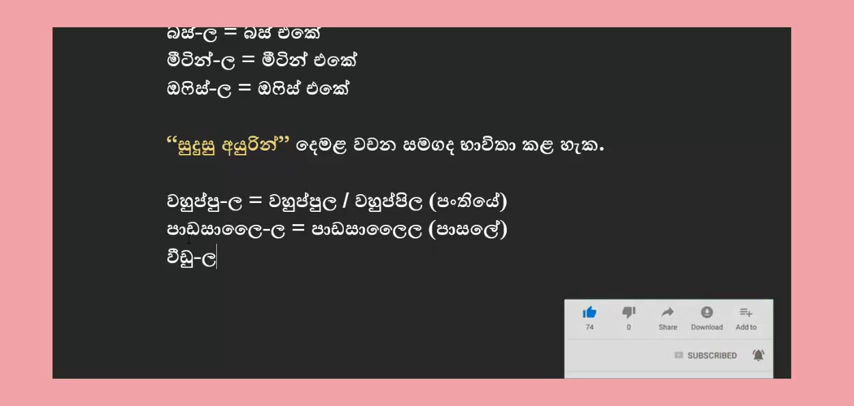 බස්-ල = බස් එකේ
මීටින්-ල = මීටින් එකේ
ඔෆිස්-ල = ඔෆිස් එකේ
“සුදුසු අයුරින්” දෙමළ වචන සමගද භාවිතා කළ හැක.
වහුප්පු-ල = වහුප්පුල / වහුප්පිල (පංතියේ)
පාඩසාලෛ-ල = පාඩසාලෛල (පාසලේ)
වීඩු-ල
74 0 Share Download Add to
SUBSCRIBED